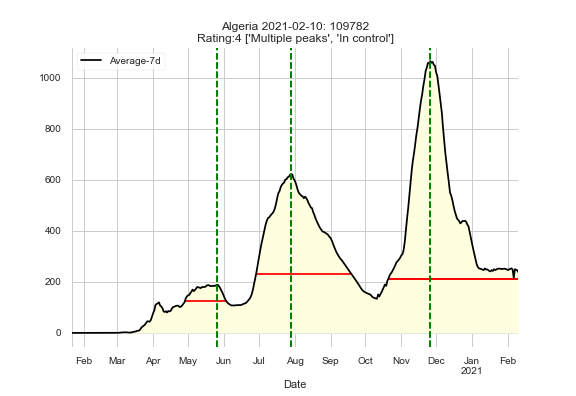 Algeria 2021-02-10: 109782
Rating:4 ['Multiple peaks', 'In control']
Average-7d
1000
800
600
400
200
0
Feb Mar Apr May Jun Jul Aug Sep Oct Nov Dec Jan Feb
2021
Date